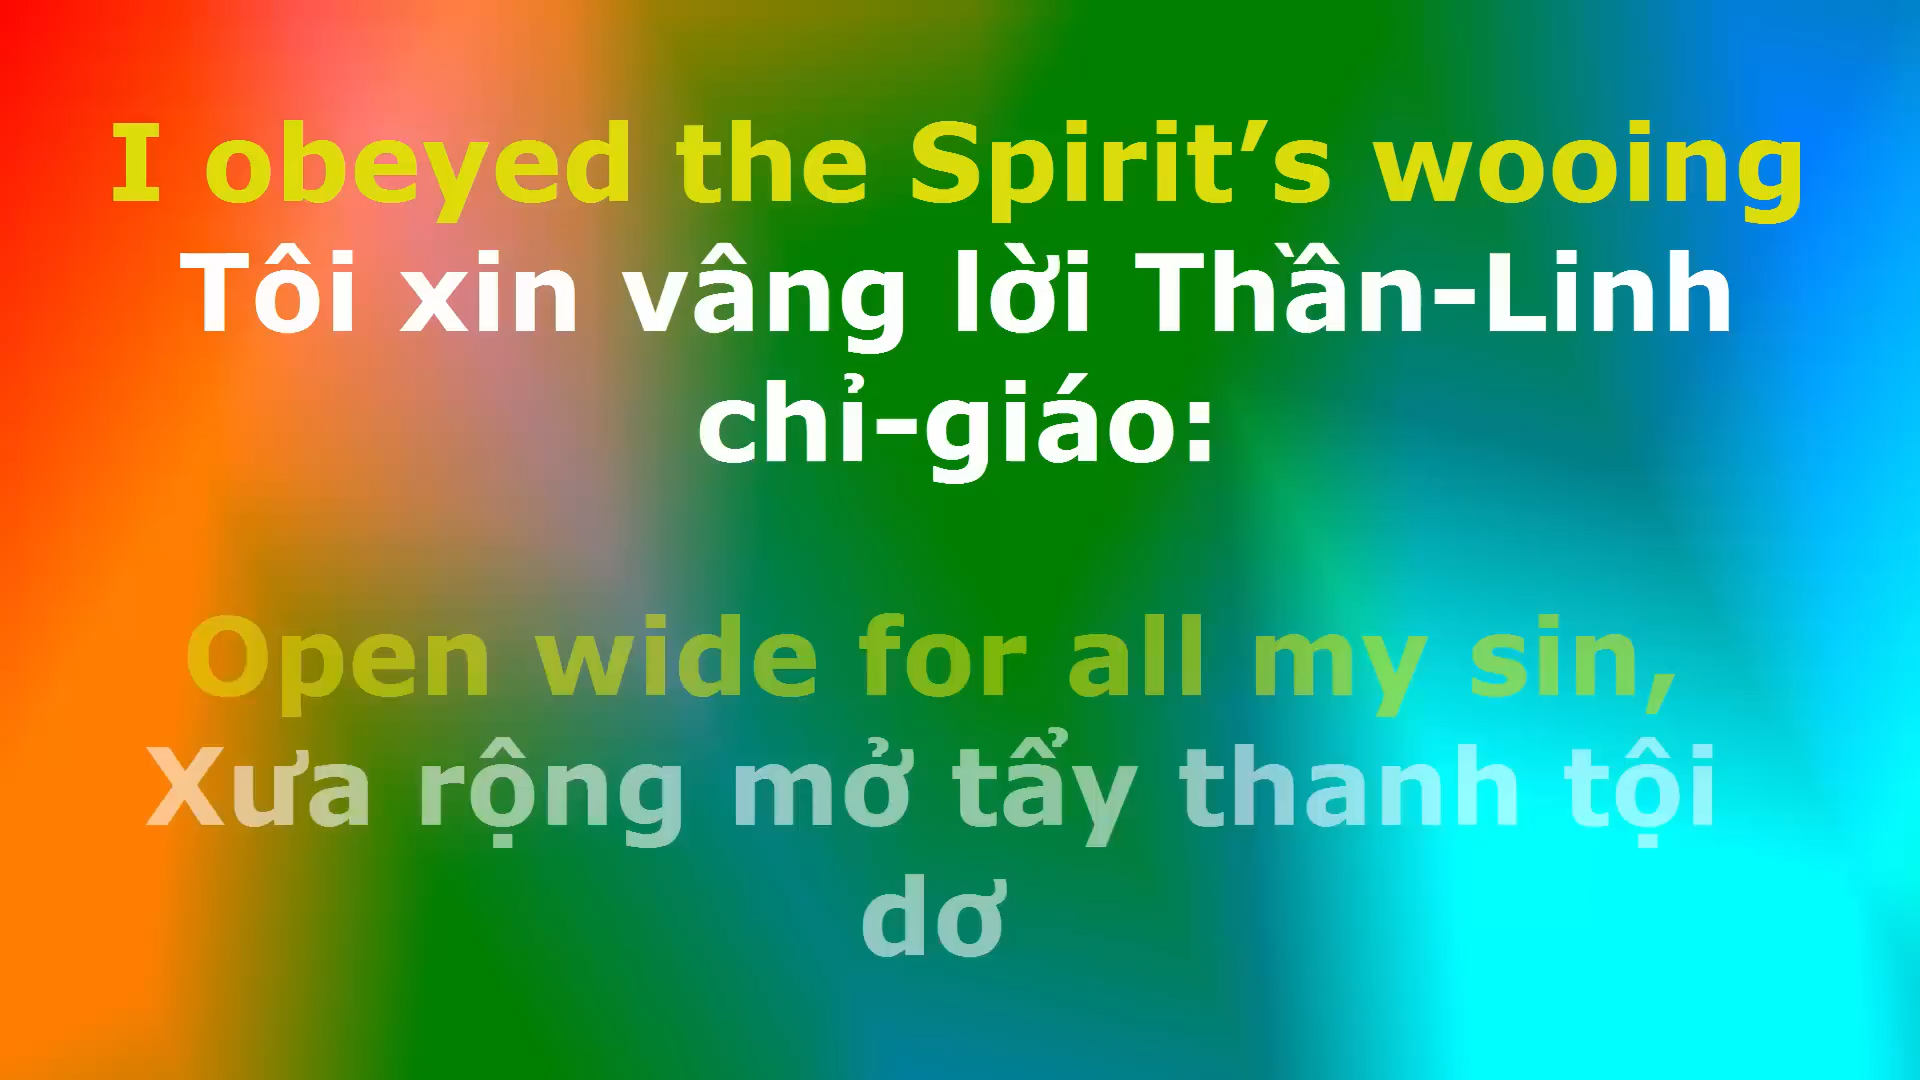 I obeyed the Spirit’s wooing
Tôi xin vâng lời Thần-Linh
chỉ-giáo:
Open wide for all my sin,
Xưa rộng mở tẩy thanh tội
dơ